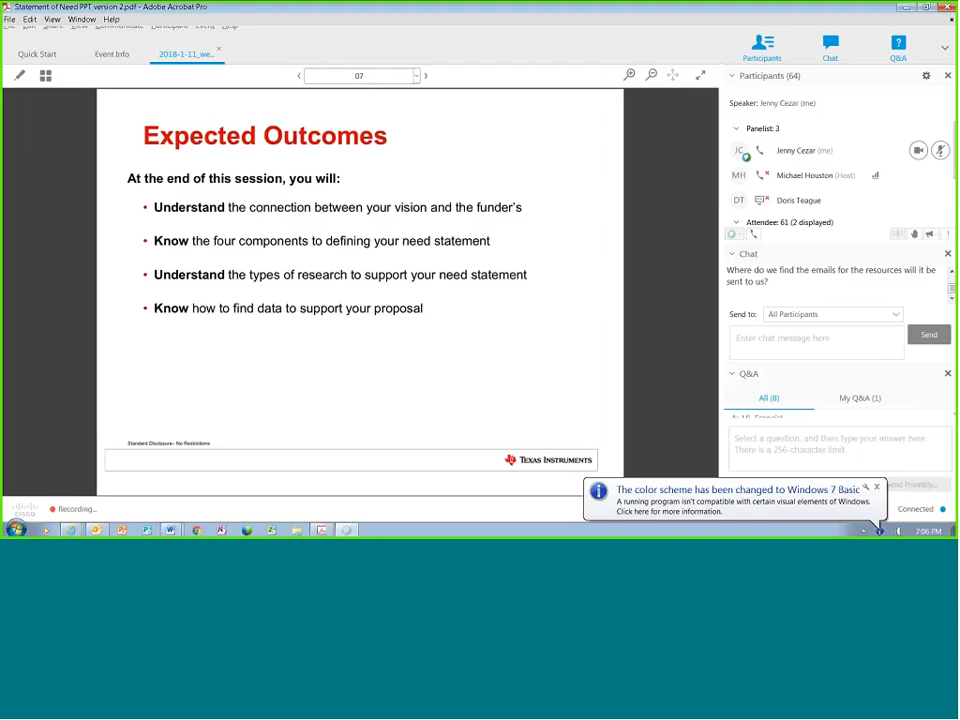 Statement of Need PPT version 2.pdf - Adobe Acrobat Pro
File Edit View Window Help
Quick Start Event Info 2018-1-11_we...
Participants Chat Q&A
07
Participants (64)
Speaker: Jenny Cezar (me)
Panelist: 3
JC Jenny Cezar (me)
MH Michael Houston (Host)
DT Doris Teague
Attendee: 61 (2 displayed)
Expected Outcomes
At the end of this session, you will:
• Understand the connection between your vision and the funder's
• Know the four components to defining your need statement
• Understand the types of research to support your need statement
• Know how to find data to support your proposal
Standard Disclosure- No Restrictions
TEXAS INSTRUMENTS
Chat
Where do we find the emails for the resources will it be
sent to us?
Send to: All Participants
Enter chat message here
Send
Q&A
All (8) My Q&A (1)
Select a question, and then type your answer here.
There is a 256-character limit.
Send Privately...
The color scheme has been changed to Windows 7 Basic
A running program isn't compatible with certain visual elements of Windows.
Click here for more information.
cisco
Recording...
Connected
7:06 PM